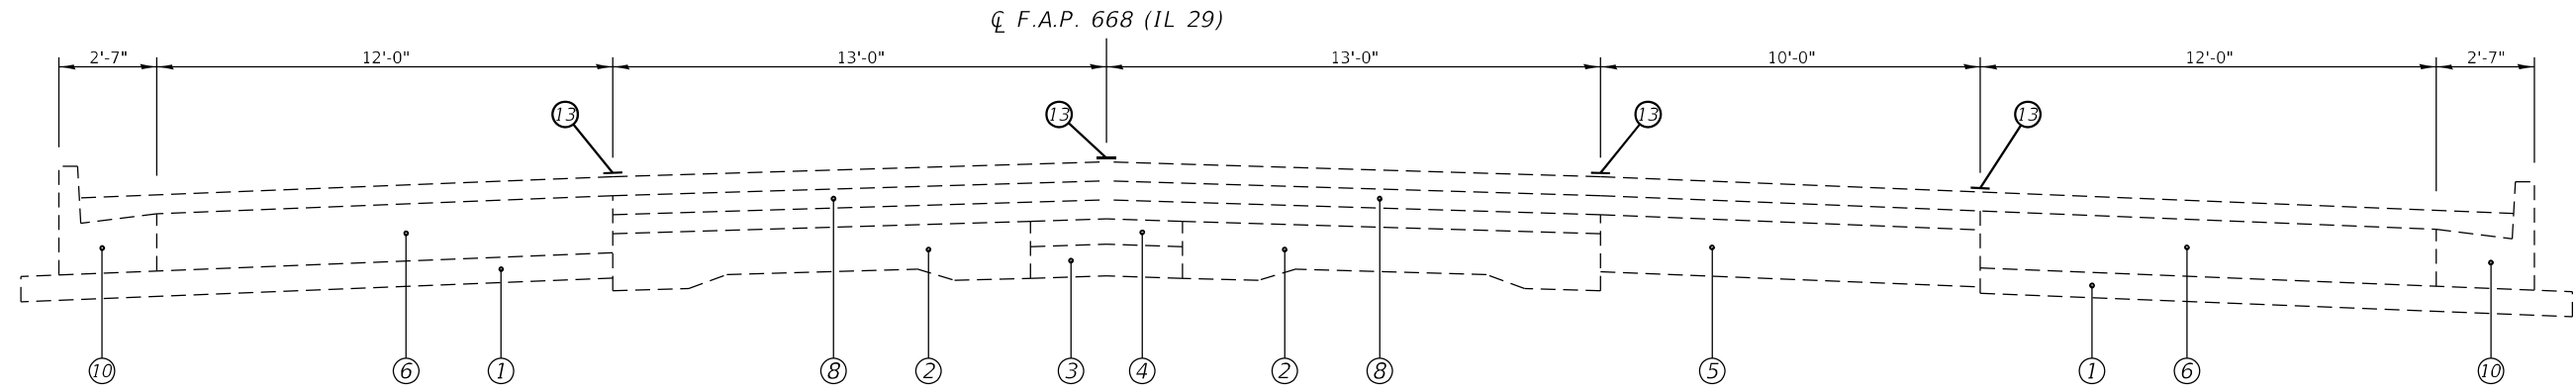 ℄ F.A.P. 668 (IL 29)
2'-7" 12'-0" 13'-0" 13'-0" 10'-0" 12'-0" 2'-7"
13 13 13 13
10 6 1 8 2 3 4 2 8 5 1 6 10